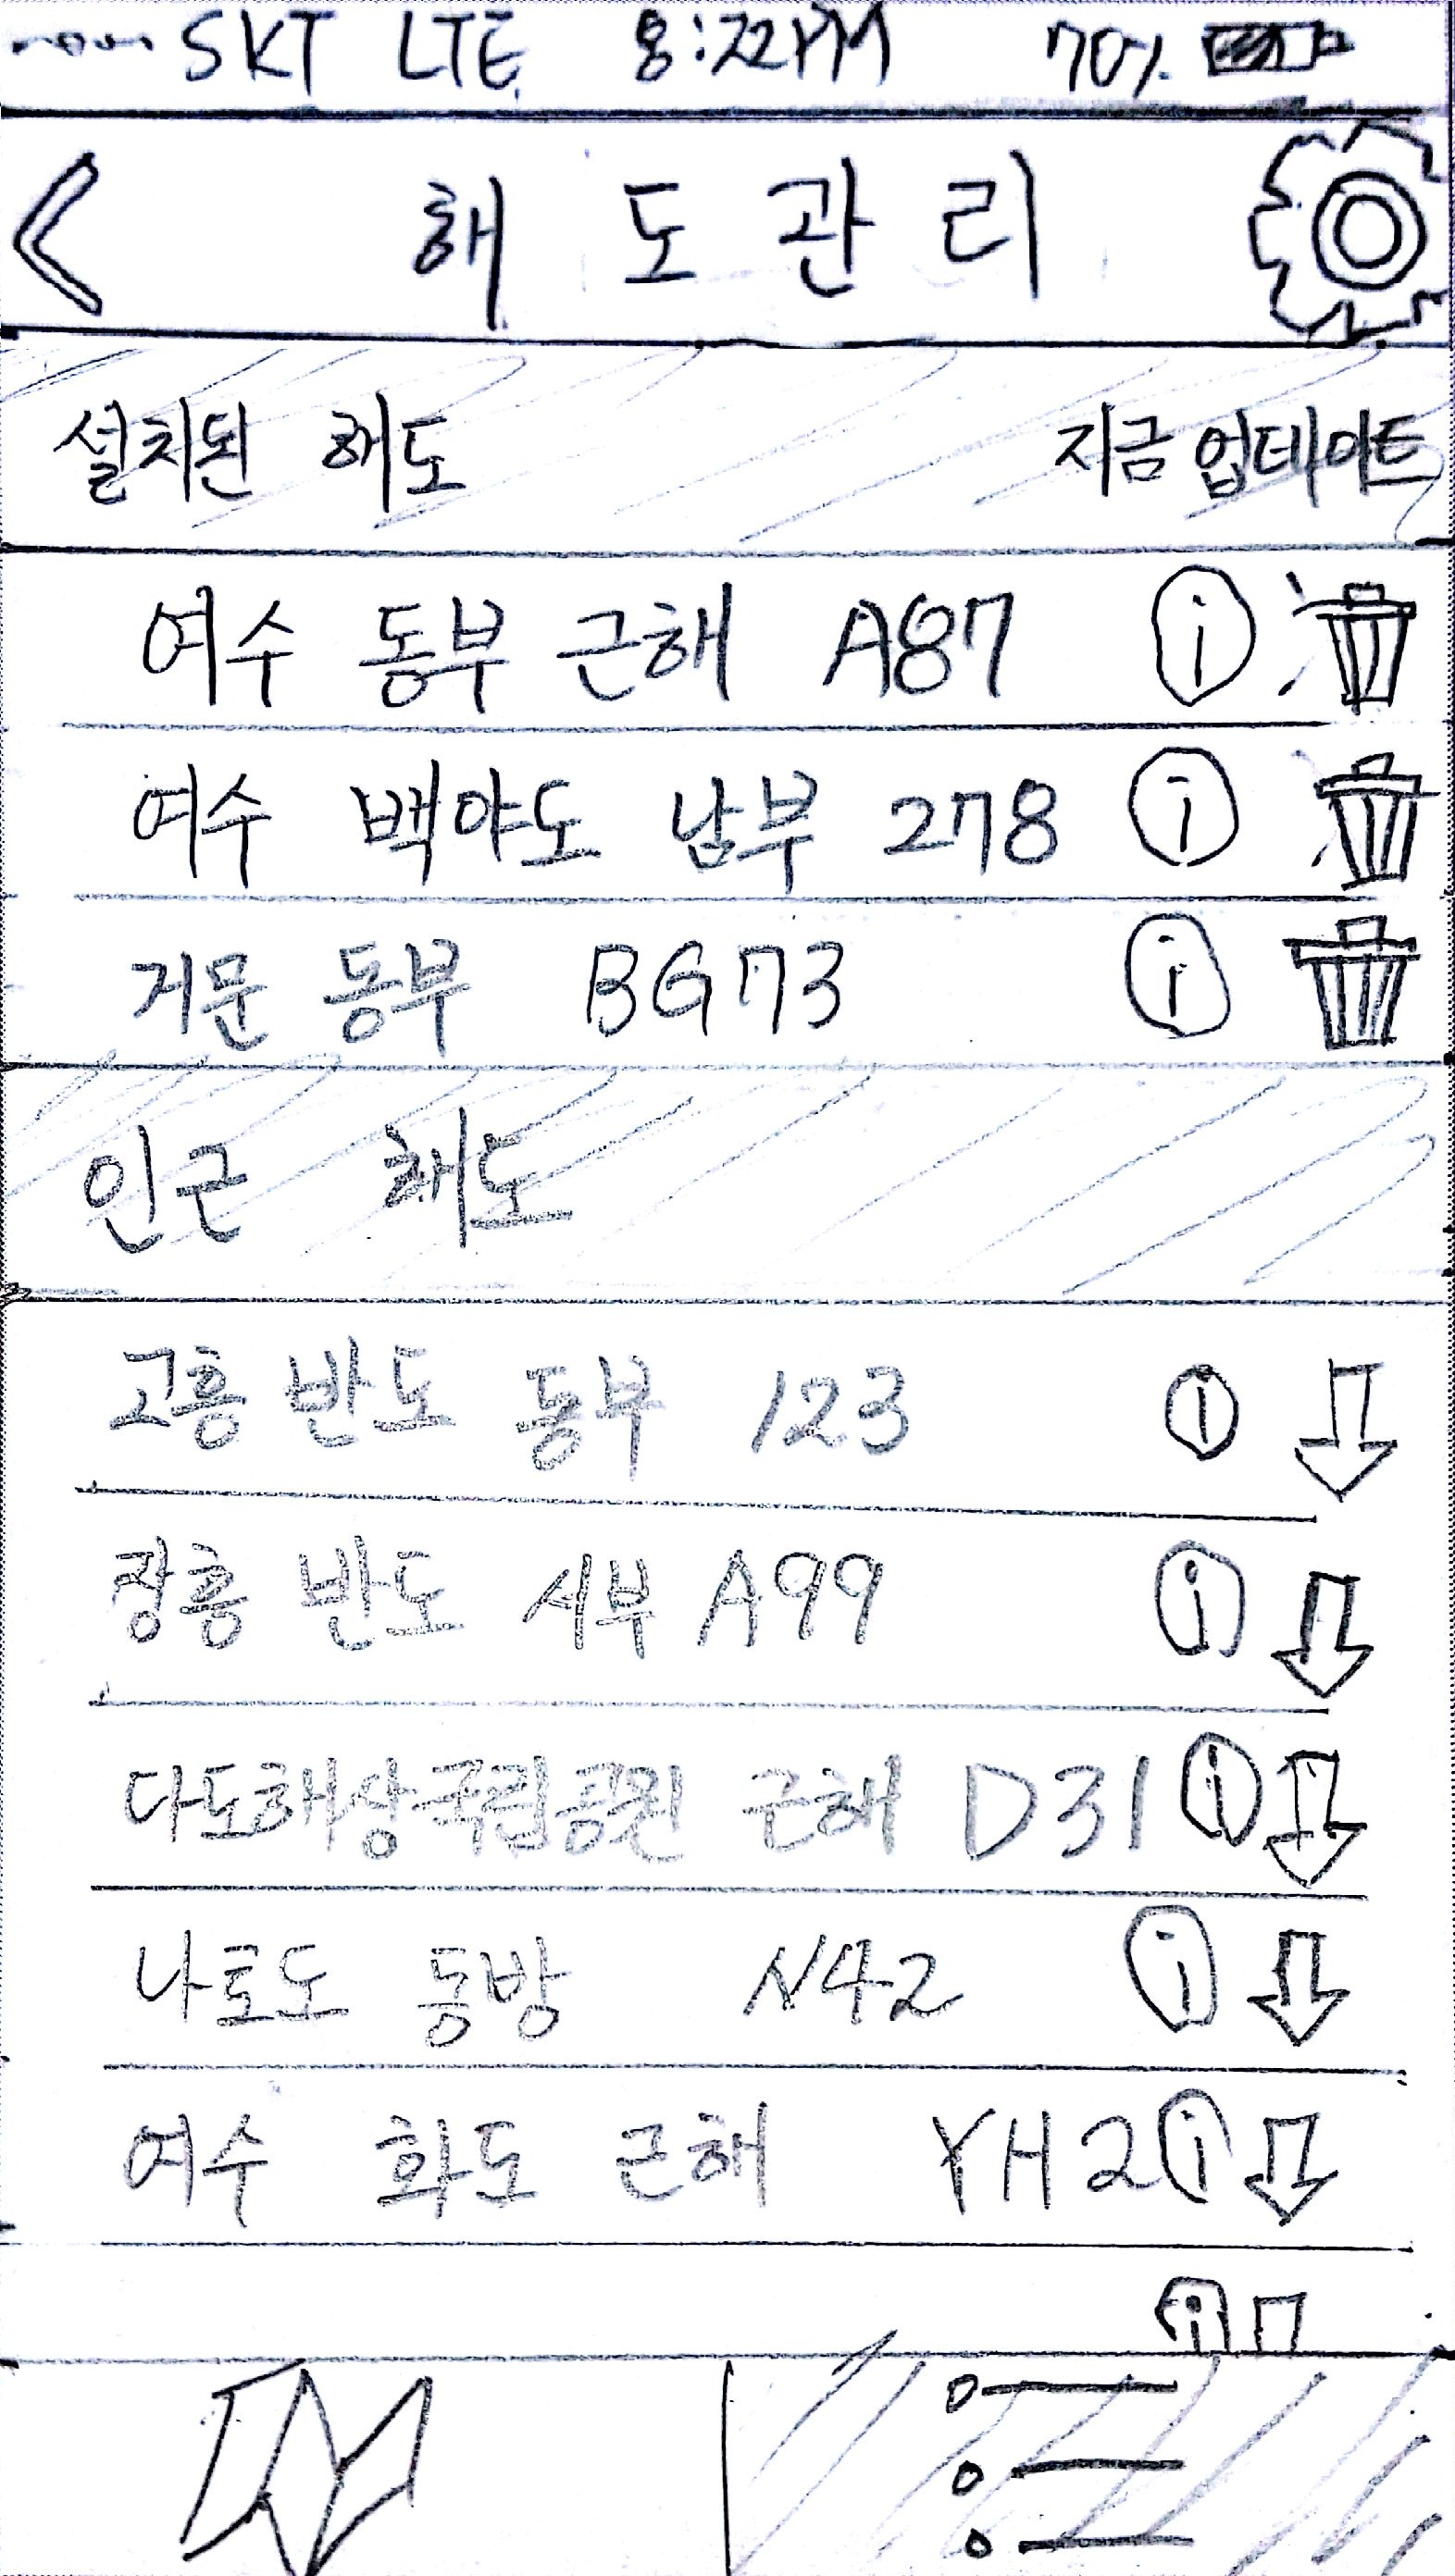 SKT LTE 8:22PM 70%
해도관리
설치된 해도 지금 업데이트
여수 동부 근해 A87
여수 백야도 남부 278
거문 동부 BG73
인근 해도
고흥 반도 동부 123
장흥 반도 서부 A99
다도해상국립공원 근해 D31
나로도 동방 N42
여수 화도 근해 YH2